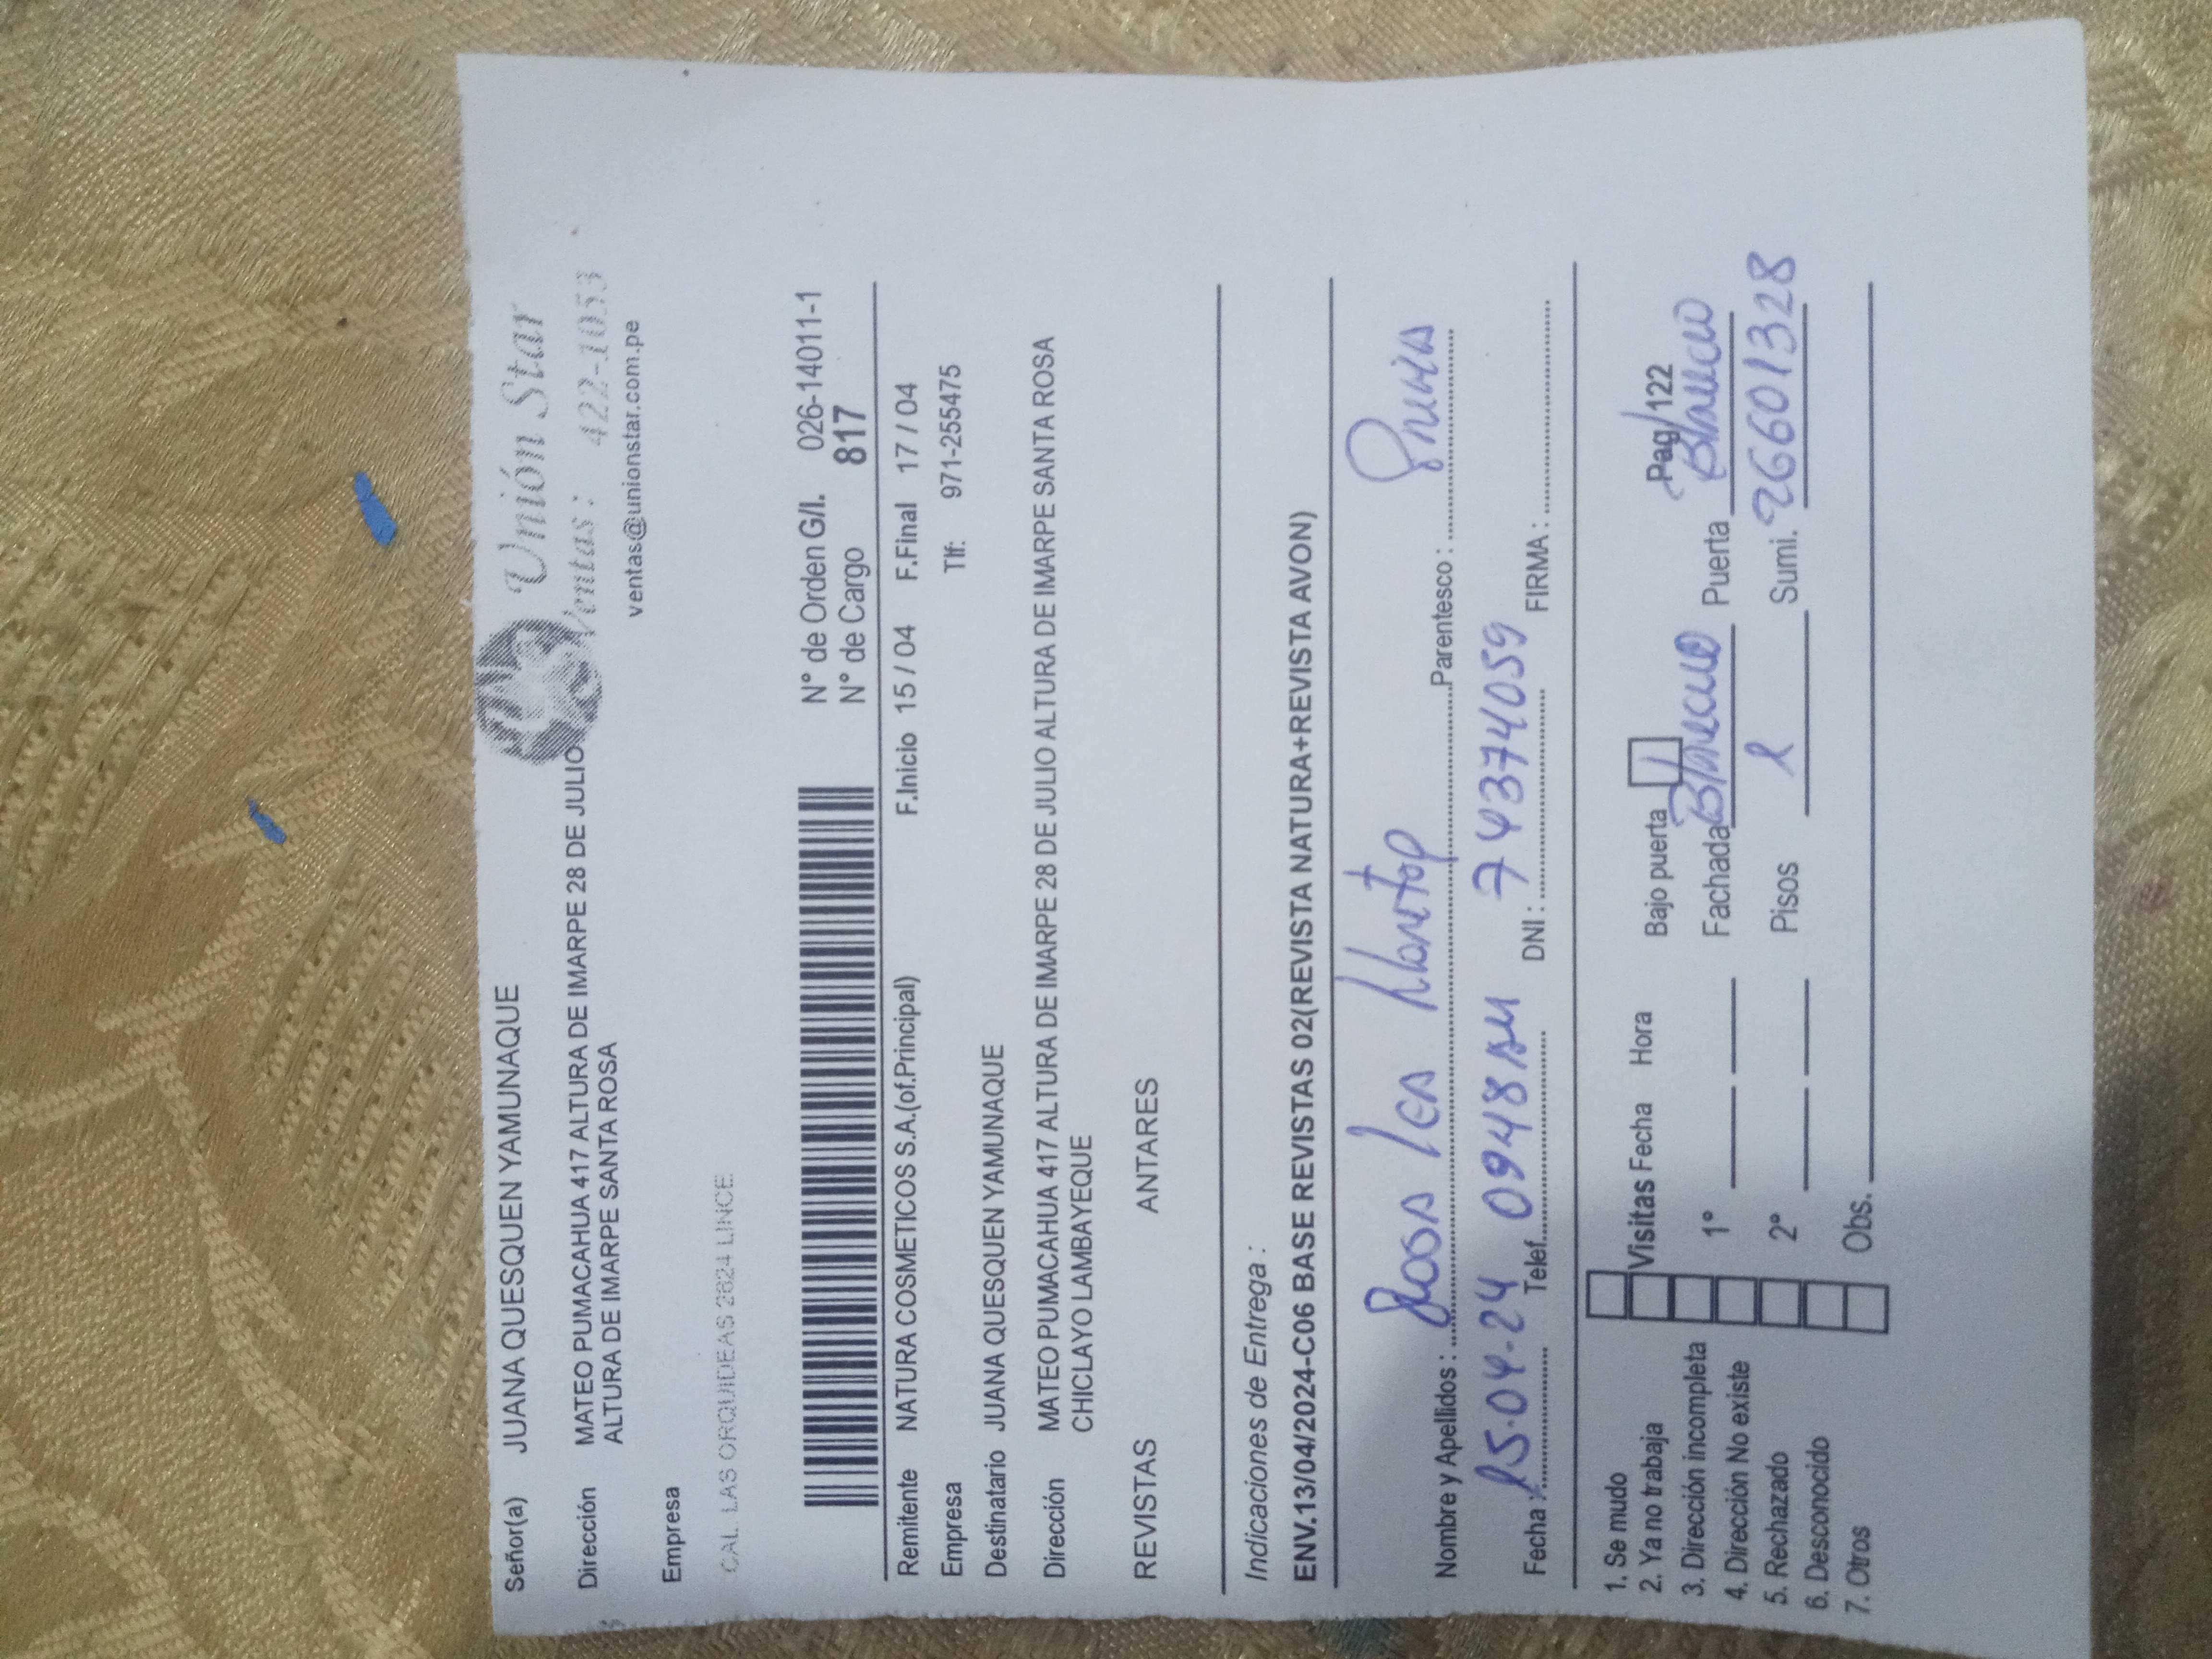 Señor(a) JUANA QUESQUEN YAMUNAQUE
Unión Star
Ventas : 422-1053
ventas@unionstar.com.pe
Dirección MATEO PUMACAHUA 417 ALTURA DE IMARPE 28 DE JULIO
ALTURA DE IMARPE SANTA ROSA
Empresa
CAL. LAS ORQUIDEAS 2624 LINCE
N° de Orden G/I. 026-14011-1
N° de Cargo 817
Remitente NATURA COSMETICOS S.A.(of.Principal) F.Inicio 15 / 04 F.Final 17 / 04
Empresa Tlf: 971-255475
Destinatario JUANA QUESQUEN YAMUNAQUE
Dirección MATEO PUMACAHUA 417 ALTURA DE IMARPE 28 DE JULIO ALTURA DE IMARPE SANTA ROSA
CHICLAYO LAMBAYEQUE
REVISTAS ANTARES
Indicaciones de Entrega :
ENV.13/04/2024-C06 BASE REVISTAS 02(REVISTA NATURA+REVISTA AVON)
Nombre y Apellidos : Rosa Parentesco :
Fecha : 15-04-24 Telef. 0948 AM DNI : 74374059 FIRMA :
1. Se mudo
2. Ya no trabaja
3. Dirección incompleta
4. Dirección No existe
5. Rechazado
6. Desconocido
7. Otros
Visitas Fecha Hora Bajo puerta Pag/122
1° Fachada Blanco Puerta Blanco
2° Pisos 1 Sumi. 26601328
Obs.